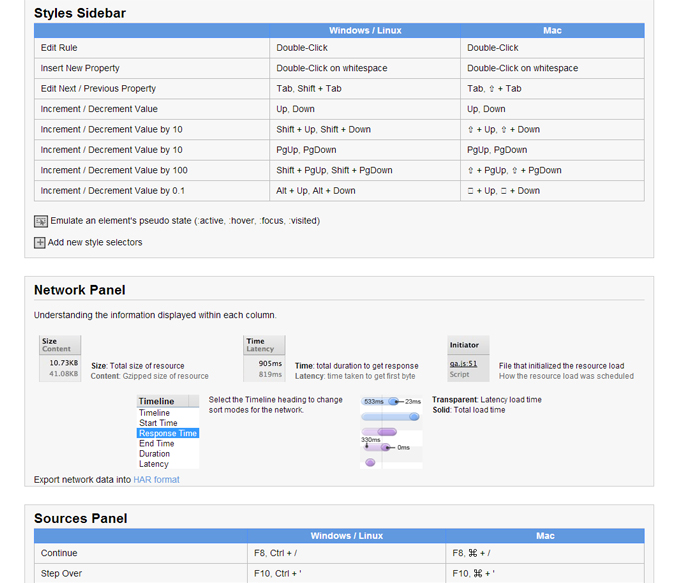 Styles Sidebar
Windows / Linux Mac
Edit Rule Double-Click Double-Click
Insert New Property Double-Click on whitespace Double-Click on whitespace
Edit Next / Previous Property Tab, Shift + Tab Tab, ⇧ + Tab
Increment / Decrement Value Up, Down Up, Down
Increment / Decrement Value by 10 Shift + Up, Shift + Down ⇧ + Up, ⇧ + Down
Increment / Decrement Value by 10 PgUp, PgDown PgUp, PgDown
Increment / Decrement Value by 100 Shift + PgUp, Shift + PgDown ⇧ + PgUp, ⇧ + PgDown
Increment / Decrement Value by 0.1 Alt + Up, Alt + Down □ + Up, □ + Down
Emulate an element's pseudo state (:active, :hover, :focus, :visited)
Add new style selectors
Network Panel
Understanding the information displayed within each column.
Size
Content
10.73KB
41.08KB
Size: Total size of resource
Content: Gzipped size of resource
Time
Latency
905ms
819ms
Time: total duration to get response
Latency: time taken to get first byte
Initiator
ga.js:51
Script
File that initialized the resource load
How the resource load was scheduled
Timeline
Timeline
Start Time
Response Time
End Time
Duration
Latency
Select the Timeline heading to change
sort modes for the network.
533ms 23ms
330ms
0ms
Transparent: Latency load time
Solid: Total load time
Export network data into HAR format
Sources Panel
Windows / Linux Mac
Continue F8, Ctrl + / F8, ⌘ + /
Step Over F10, Ctrl + ' F10, ⌘ + '